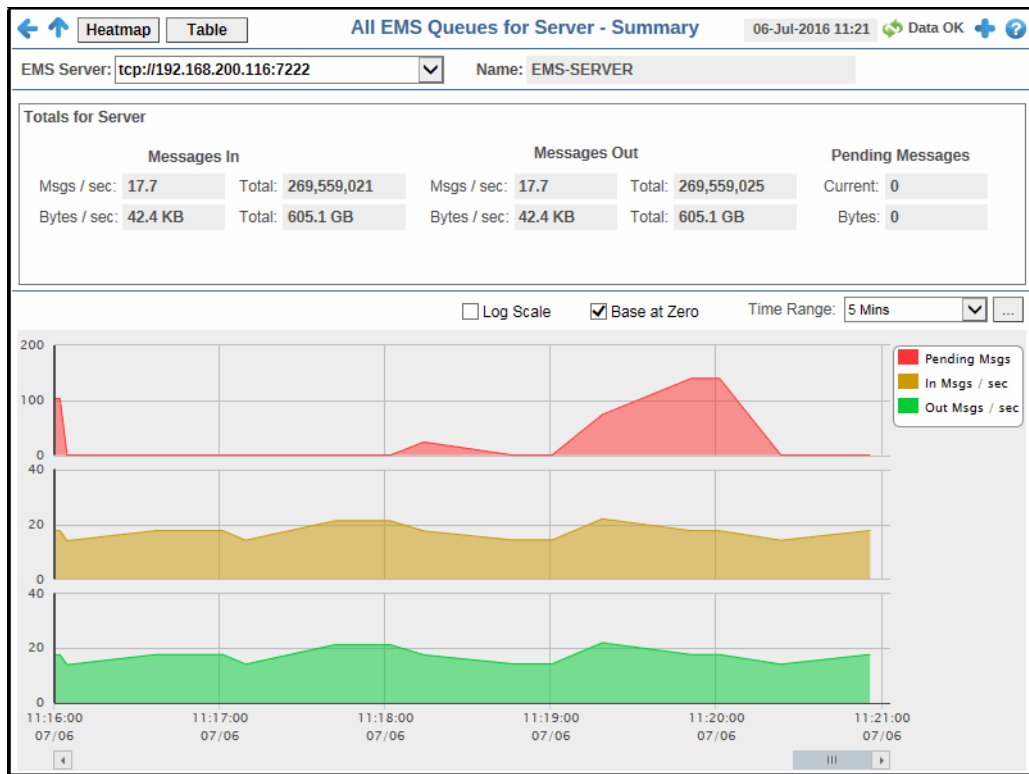 Heatmap Table All EMS Queues for Server - Summary 06-Jul-2016 11:21 Data OK
EMS Server: tcp://192.168.200.116:7222 Name: EMS-SERVER
Totals for Server
Messages In Messages Out Pending Messages
Msgs / sec: 17.7 Total: 269,559,021 Msgs / sec: 17.7 Total: 269,559,025 Current: 0
Bytes / sec: 42.4 KB Total: 605.1 GB Bytes / sec: 42.4 KB Total: 605.1 GB Bytes: 0
Log Scale Base at Zero Time Range: 5 Mins ...
200
100
0
Pending Msgs
In Msgs / sec
Out Msgs / sec
40
20
0
40
20
0
11:16:00 11:17:00 11:18:00 11:19:00 11:20:00 11:21:00
07/06 07/06 07/06 07/06 07/06 07/06